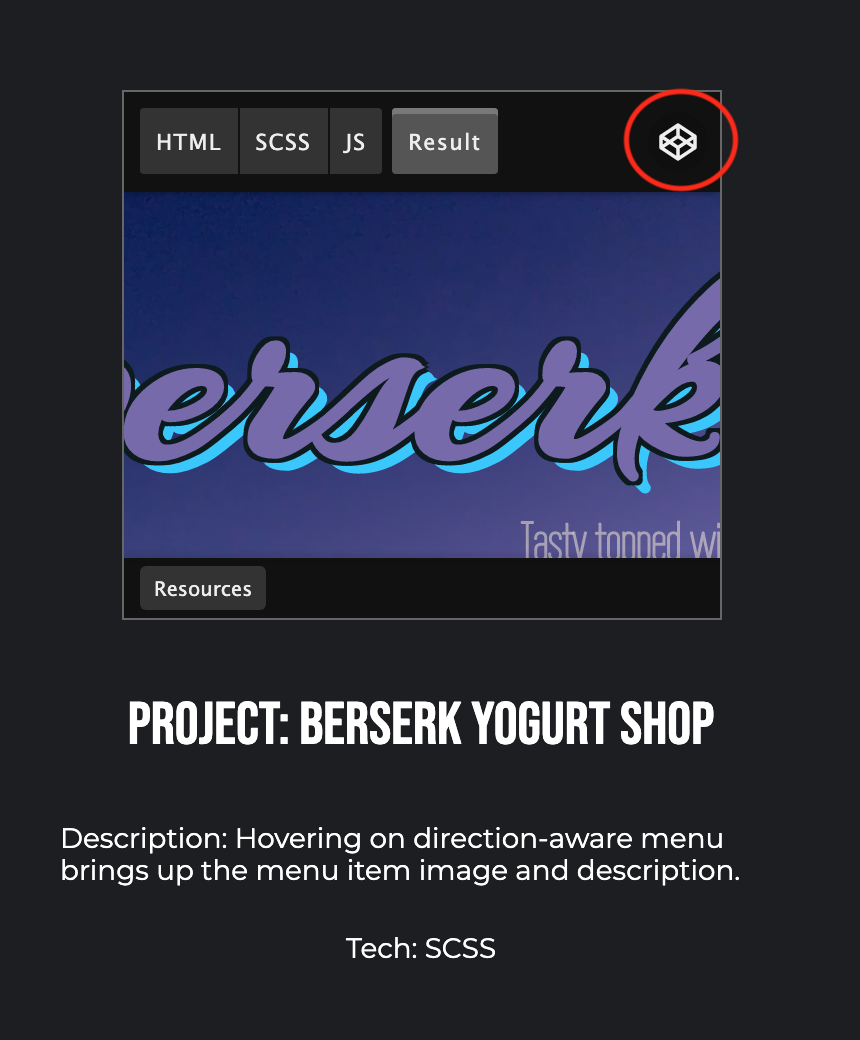 HTML SCSS JS Result
erserk
Tasty topped wi
Resources
PROJECT: BERSERK YOGURT SHOP
Description: Hovering on direction-aware menu
brings up the menu item image and description.
Tech: SCSS